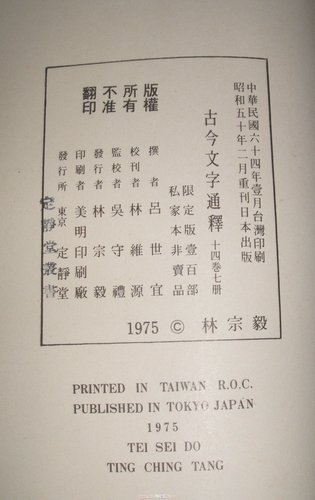 中華民國六十四年壹月台灣印刷
昭和五十年二月重刊日本出版
古今文字通釋 十四卷七册
限定版壹百部
私家本非賣品
撰者 呂世宜
校刊者 林維源
監校者 吳守禮
發行者 林宗毅
印刷者 美明印刷廠
發行所 東京 定靜堂
版權
所有
不准
翻印
1975 © 林宗毅
定靜堂叢書
PRINTED IN TAIWAN R.O.C.
PUBLISHED IN TOKYO JAPAN
1975
TEI SEI DO
TING CHING TANG